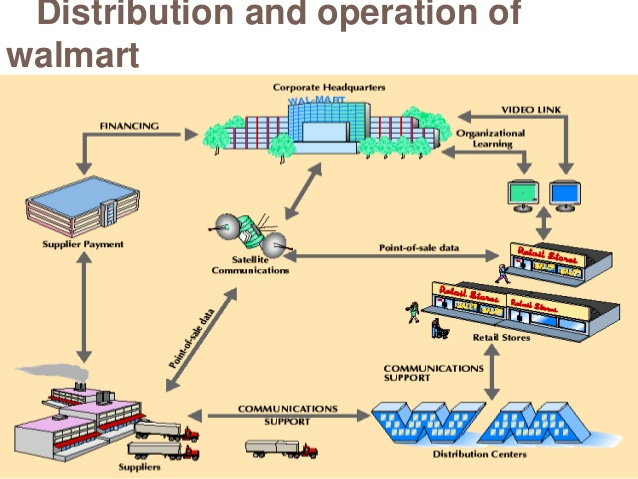 Distribution and operation of
walmart
Corporate Headquarters
WAL-MART
VIDEO LINK
FINANCING
Organizational
Learning
Supplier Payment
Satellite
Communications
Point-of-sale data
Retail Stores
Retail Stores
Retail Stores
Retail Stores
Point-of-sale data
COMMUNICATIONS
SUPPORT
COMMUNICATIONS
SUPPORT
WM
Suppliers
Distribution Centers